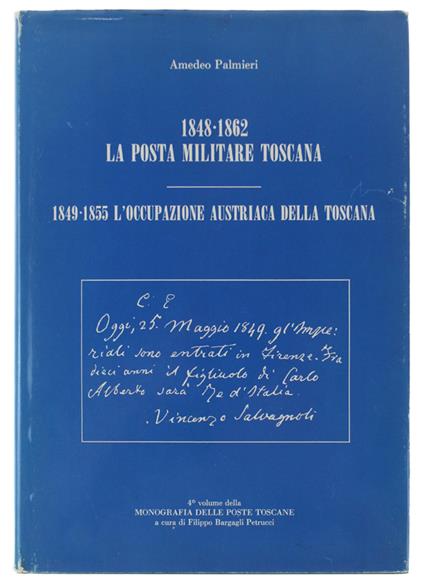 Amedeo Palmieri
1848-1862
LA POSTA MILITARE TOSCANA
1849-1855 L'OCCUPAZIONE AUSTRIACA DELLA TOSCANA
C. E
Oggi, 25. Maggio 1849. gl'Impe:
riali sono entrati in Firenze. Fra
dieci anni il figliuolo di Carlo
Alberto sarà Re d'Italia.
Vincenzo Salvagnoli
4º volume della
MONOGRAFIA DELLE POSTE TOSCANE
a cura di Filippo Bargagli Petrucci